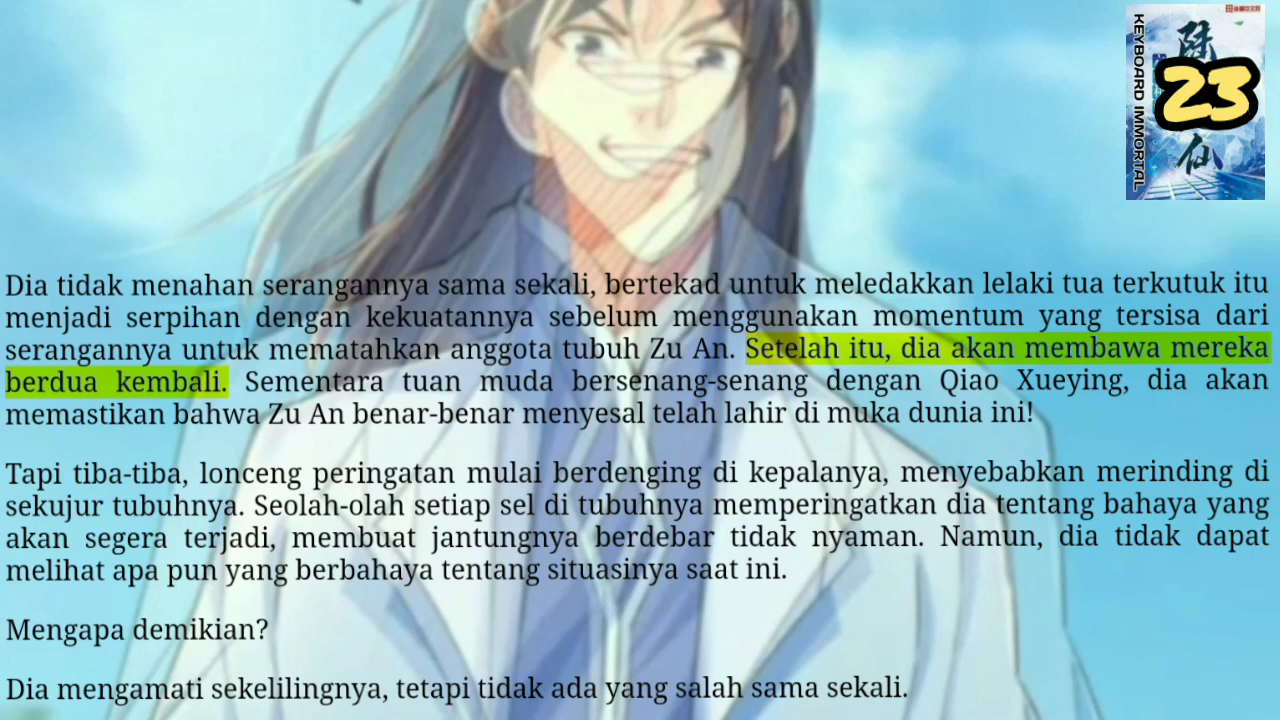 KEYBOARD IMMORTAL
陆
23
仙
Dia tidak menahan serangannya sama sekali, bertekad untuk meledakkan lelaki tua terkutuk itu
menjadi serpihan dengan kekuatannya sebelum menggunakan momentum yang tersisa dari
serangannya untuk mematahkan anggota tubuh Zu An. Setelah itu, dia akan membawa mereka
berdua kembali. Sementara tuan muda bersenang-senang dengan Qiao Xueying, dia akan
memastikan bahwa Zu An benar-benar menyesal telah lahir di muka dunia ini!
Tapi tiba-tiba, lonceng peringatan mulai berdenging di kepalanya, menyebabkan merinding di
sekujur tubuhnya. Seolah-olah setiap sel di tubuhnya memperingatkan dia tentang bahaya yang
akan segera terjadi, membuat jantungnya berdebar tidak nyaman. Namun, dia tidak dapat
melihat apa pun yang berbahaya tentang situasinya saat ini.
Mengapa demikian?
Dia mengamati sekelilingnya, tetapi tidak ada yang salah sama sekali.